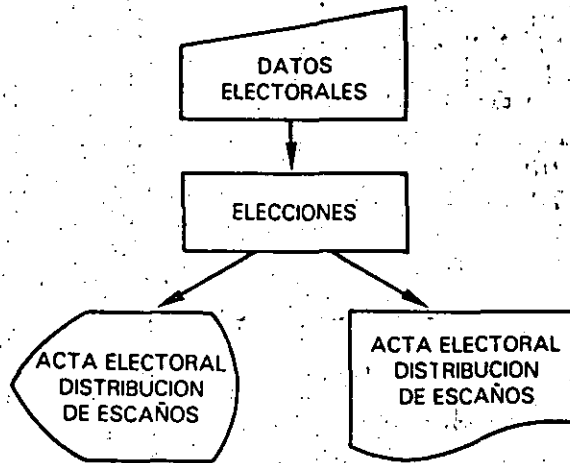 DATOS
ELECTORALES
ELECCIONES
ACTA ELECTORAL
DISTRIBUCION
DE ESCAÑOS
ACTA ELECTORAL
DISTRIBUCION
DE ESCAÑOS